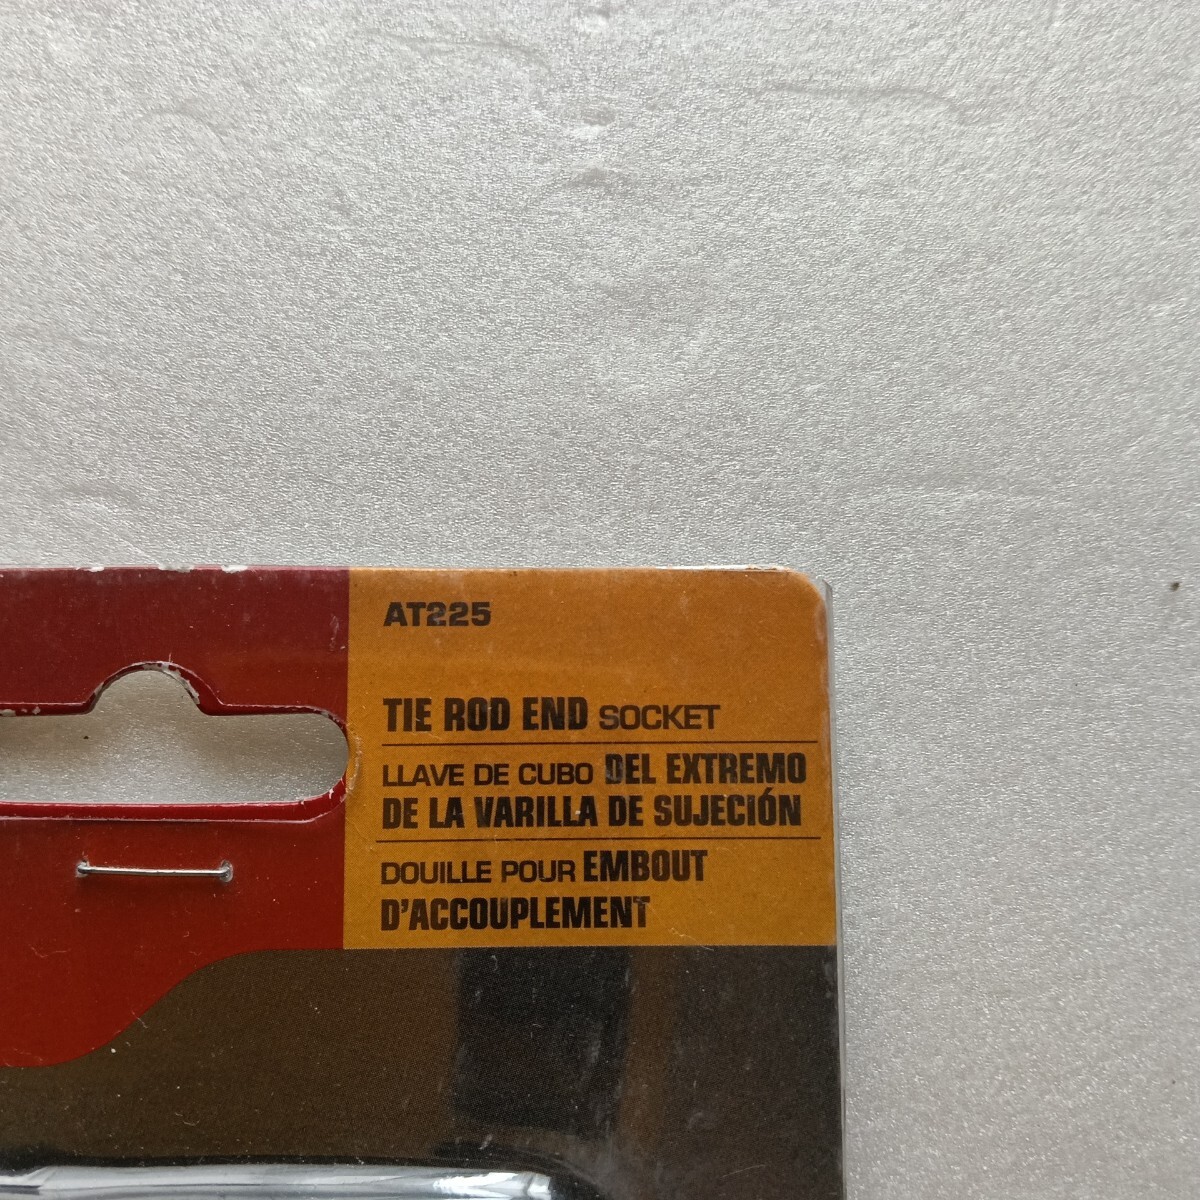 AT225
TIE ROD END SOCKET
LLAVE DE CUBO DEL EXTREMO
DE LA VARILLA DE SUJECIÓN
DOUILLE POUR EMBOUT
D'ACCOUPLEMENT